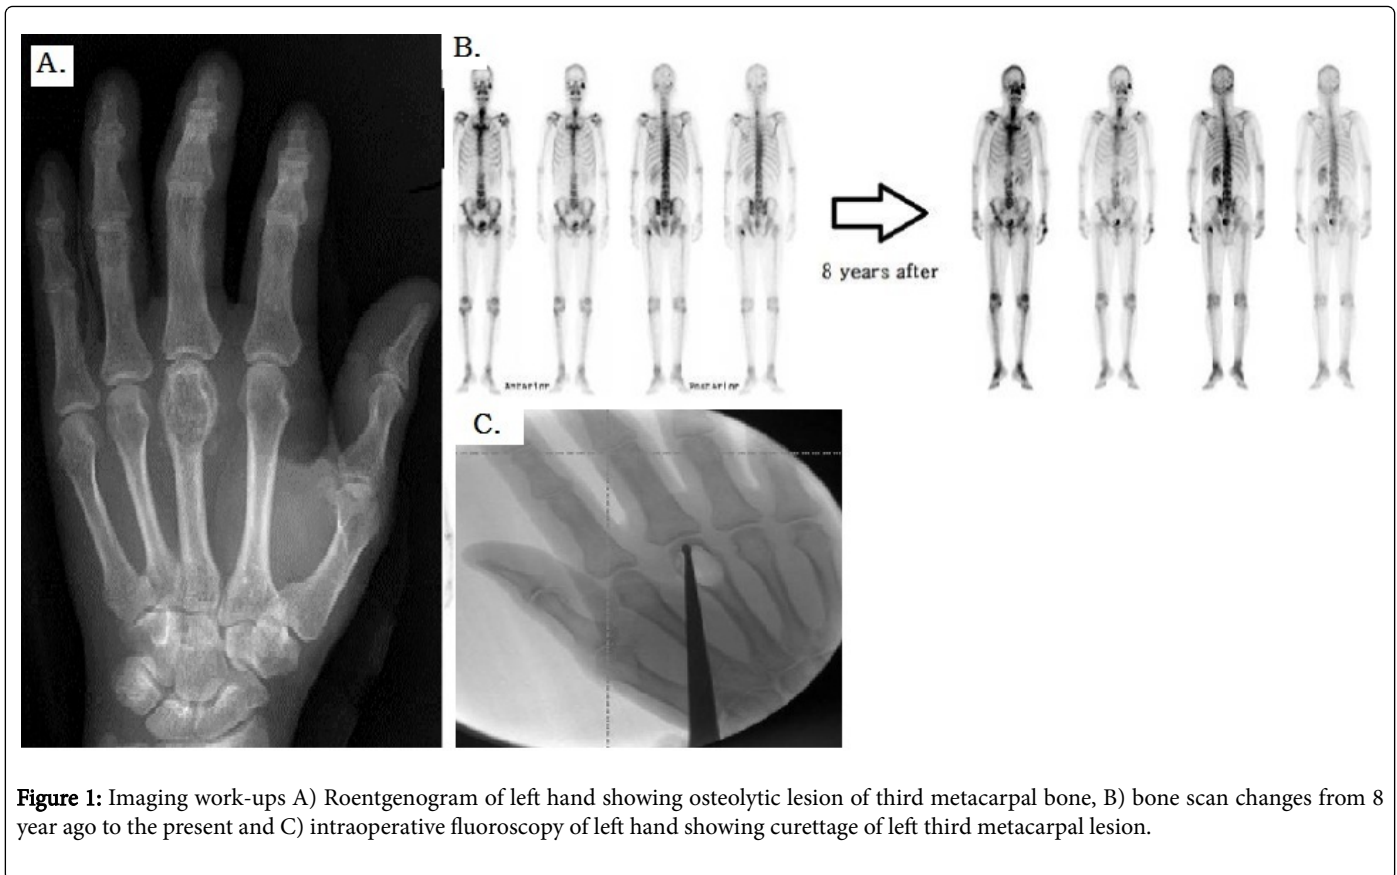 A.
B.
Anterior
Posterior
8 years after
C.
Figure 1: Imaging work-ups A) Roentgenogram of left hand showing osteolytic lesion of third metacarpal bone, B) bone scan changes from 8
year ago to the present and C) intraoperative fluoroscopy of left hand showing curettage of left third metacarpal lesion.